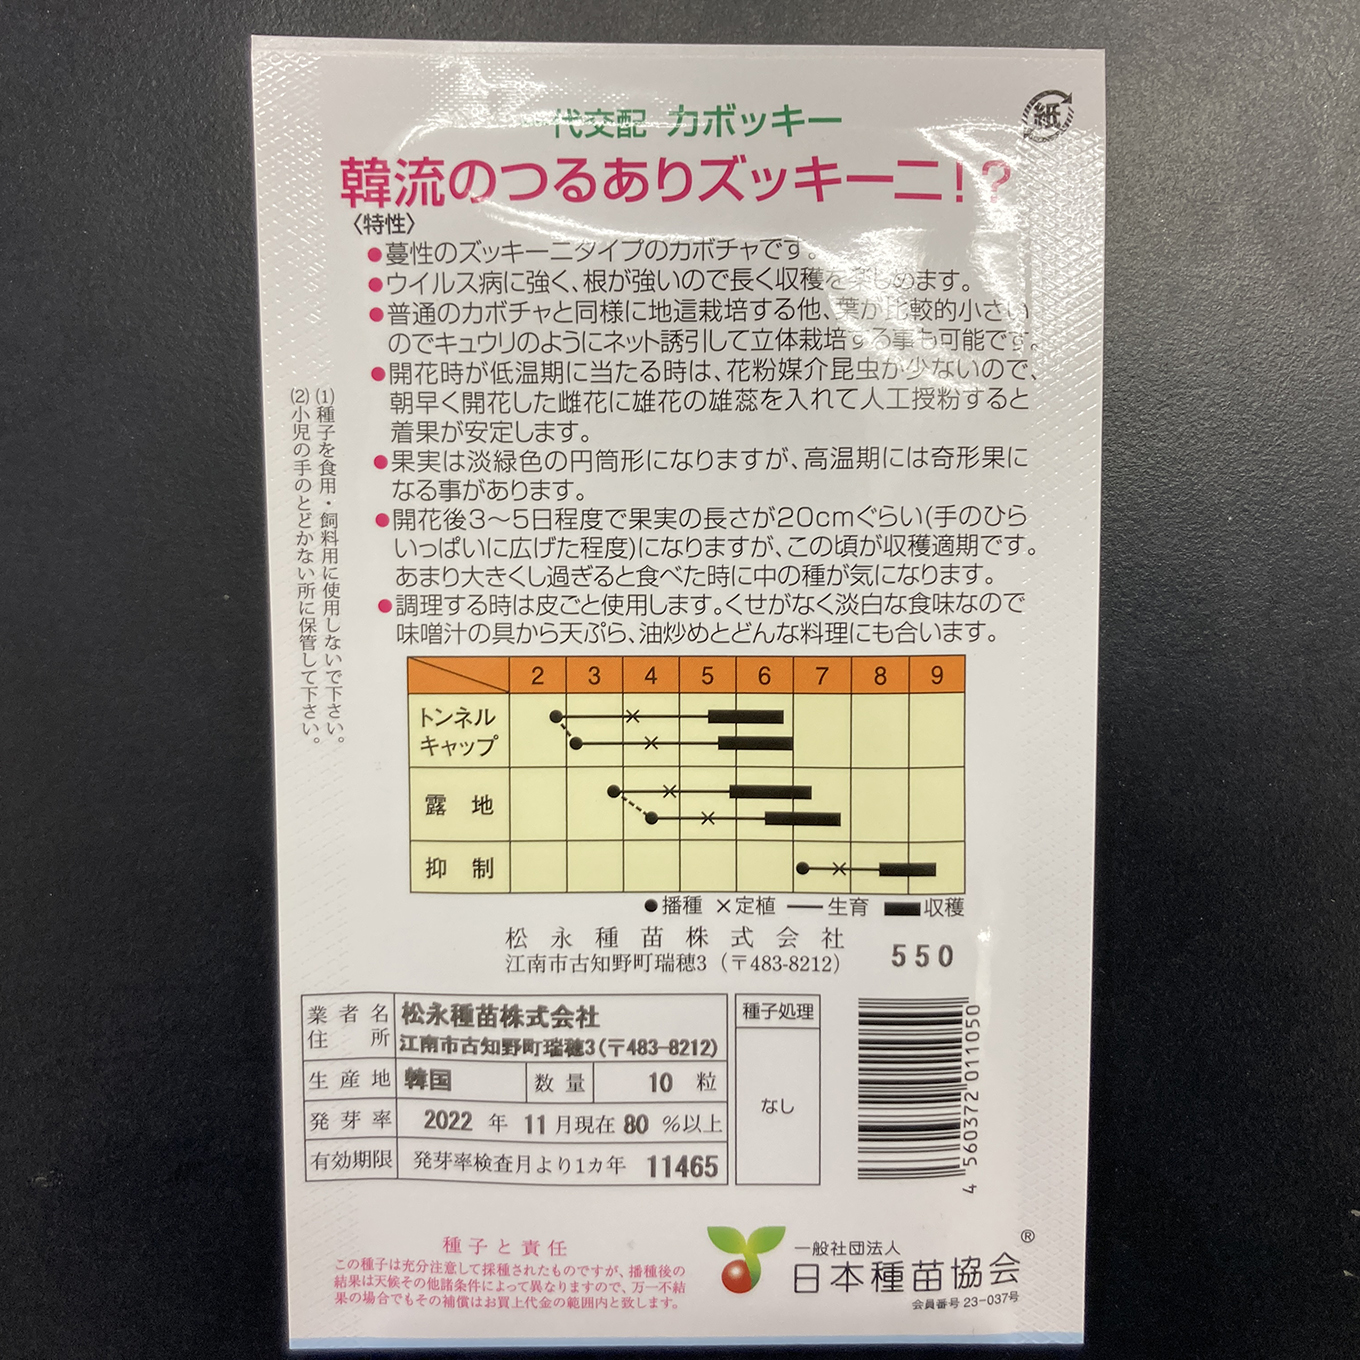 代交配 カボッキー
紙
韓流のつるありズッキーニ!?
〈特性〉
●蔓性のズッキーニタイプのカボチャです。
●ウイルス病に強く、根が強いので長く収穫を楽しめます。
●普通のカボチャと同様に地這栽培する他、葉が比較的小さい
のでキュウリのようにネット誘引して立体栽培する事も可能です。
●開花時が低温期に当たる時は、花粉媒介昆虫が少ないので、
朝早く開花した雌花に雄花の雄蕊を入れて人工授粉すると
着果が安定します。
●果実は淡緑色の円筒形になりますが、高温期には奇形果に
なる事があります。
●開花後3〜5日程度で果実の長さが20cmぐらい(手のひら
いっぱいに広げた程度)になりますが、この頃が収穫適期です。
あまり大きくし過ぎると食べた時に中の種が気になります。
●調理する時は皮ごと使用します。くせがなく淡白な食味なので
味噌汁の具から天ぷら、油炒めとどんな料理にも合います。
(1)種子を食用・飼料用に使用しないで下さい。
(2)小児の手のとどかない所に保管して下さい。
2 3 4 5 6 7 8 9
トンネル
キャップ
露 地
抑 制
●播種 ×定植 ―生育 ■収穫
松永種苗株式会社
江南市古知野町瑞穂3(〒483-8212)
550
業者名 松永種苗株式会社
住 所 江南市古知野町瑞穂3(〒483-8212)
生産地 韓国 数量 10 粒
発芽率 2022 年 11 月現在 80 %以上
有効期限 発芽率検査月より1カ年 11465
種子処理
なし
4 560372 011050
種子と責任
この種子は充分注意して採種されたものですが、播種後の
結果は天候その他諸条件によって異なりますので、万一不結
果の場合でもその補償はお買上代金の範囲内と致します。
一般社団法人
日本種苗協会®
会員番号 23-037号